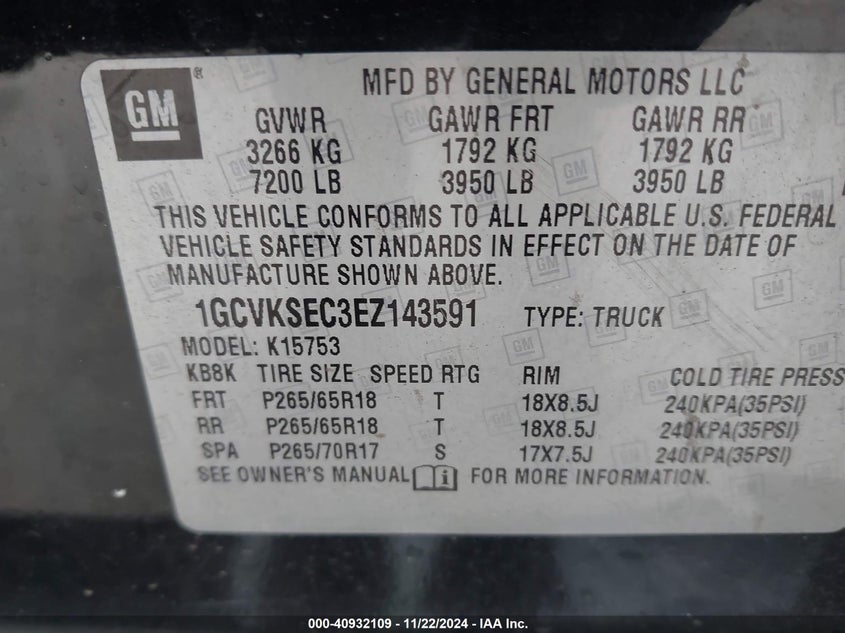 GM®
MFD BY GENERAL MOTORS LLC
GVWR GAWR FRT GAWR RR
3266 KG 1792 KG 1792 KG
7200 LB 3950 LB 3950 LB
THIS VEHICLE CONFORMS TO ALL APPLICABLE U.S. FEDERAL
VEHICLE SAFETY STANDARDS IN EFFECT ON THE DATE OF
MANUFACTURE SHOWN ABOVE.
1GCVKSEC3EZ143591 TYPE: TRUCK
MODEL: K15753
KB8K TIRE SIZE SPEED RTG RIM COLD TIRE PRESS
FRT P265/65R18 T 18X8.5J 240KPA(35PSI)
RR P265/65R18 T 18X8.5J 240KPA(35PSI)
SPA P265/70R17 S 17X7.5J 240KPA(35PSI)
SEE OWNER'S MANUAL i FOR MORE INFORMATION.
000-40932109 - 11/22/2024 - IAA Inc.